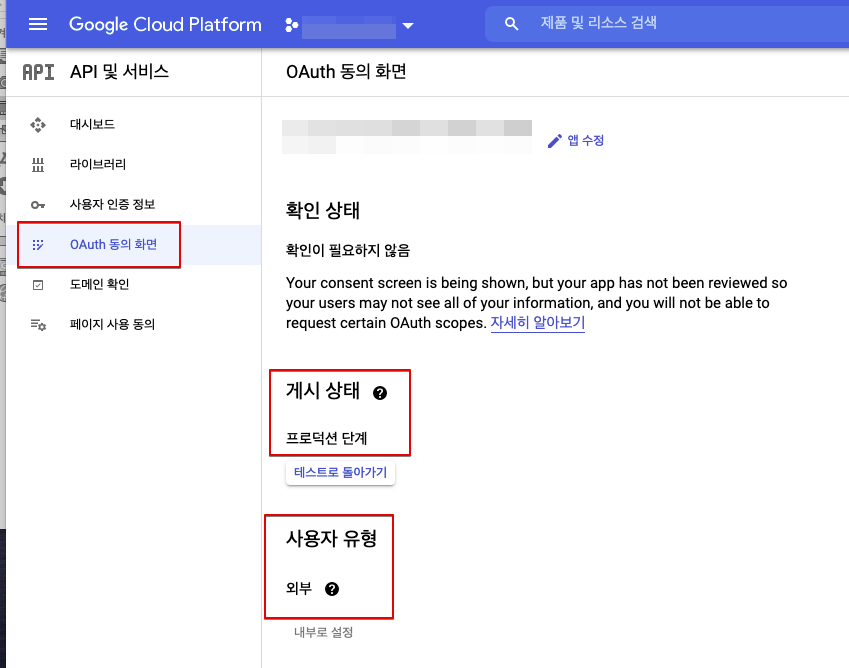 Google Cloud Platform
제품 및 리소스 검색
API API 및 서비스
대시보드
라이브러리
사용자 인증 정보
OAuth 동의 화면
도메인 확인
페이지 사용 동의
OAuth 동의 화면
앱 수정
확인 상태
확인이 필요하지 않음
Your consent screen is being shown, but your app has not been reviewed so
your users may not see all of your information, and you will not be able to
request certain OAuth scopes. 자세히 알아보기
게시 상태
프로덕션 단계
테스트로 돌아가기
사용자 유형
외부
내부로 설정